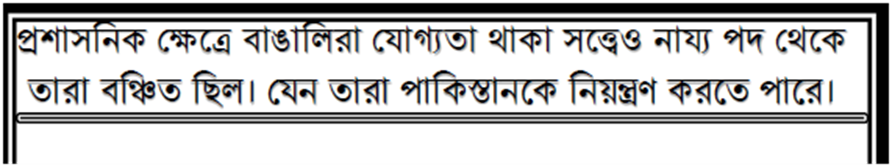 প্রশাসনিক ক্ষেত্রে বাঙালিরা যোগ্যতা থাকা সত্ত্বেও নায্য পদ থেকে
তারা বঞ্চিত ছিল। যেন তারা পাকিস্তানকে নিয়ন্ত্রণ করতে পারে।